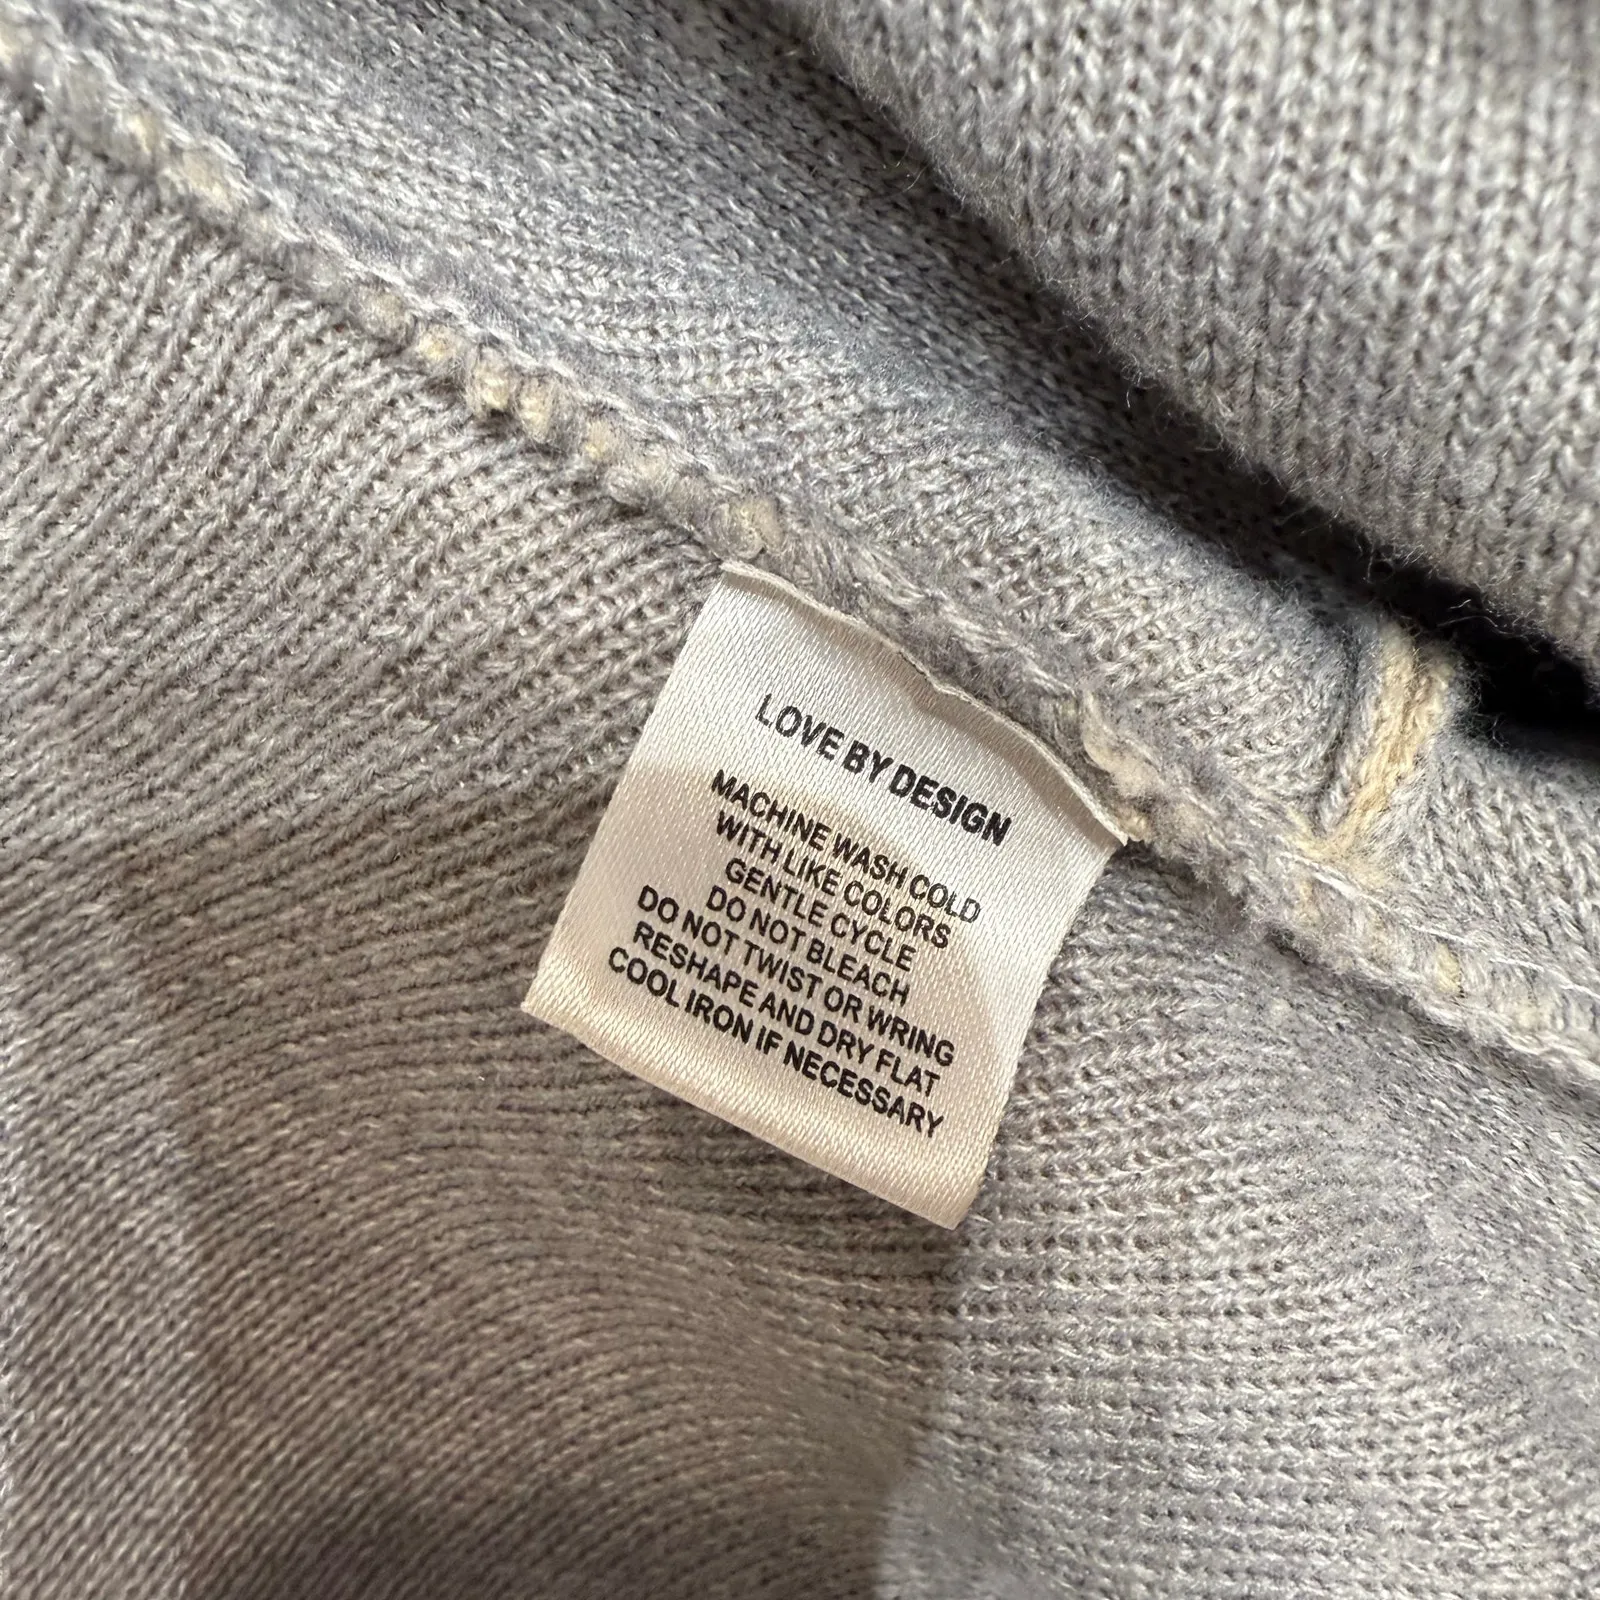 LOVE BY DESIGN
MACHINE WASH COLD
WITH LIKE COLORS
GENTLE CYCLE
DO NOT BLEACH
DO NOT TWIST OR WRING
RESHAPE AND DRY FLAT
COOL IRON IF NECESSARY